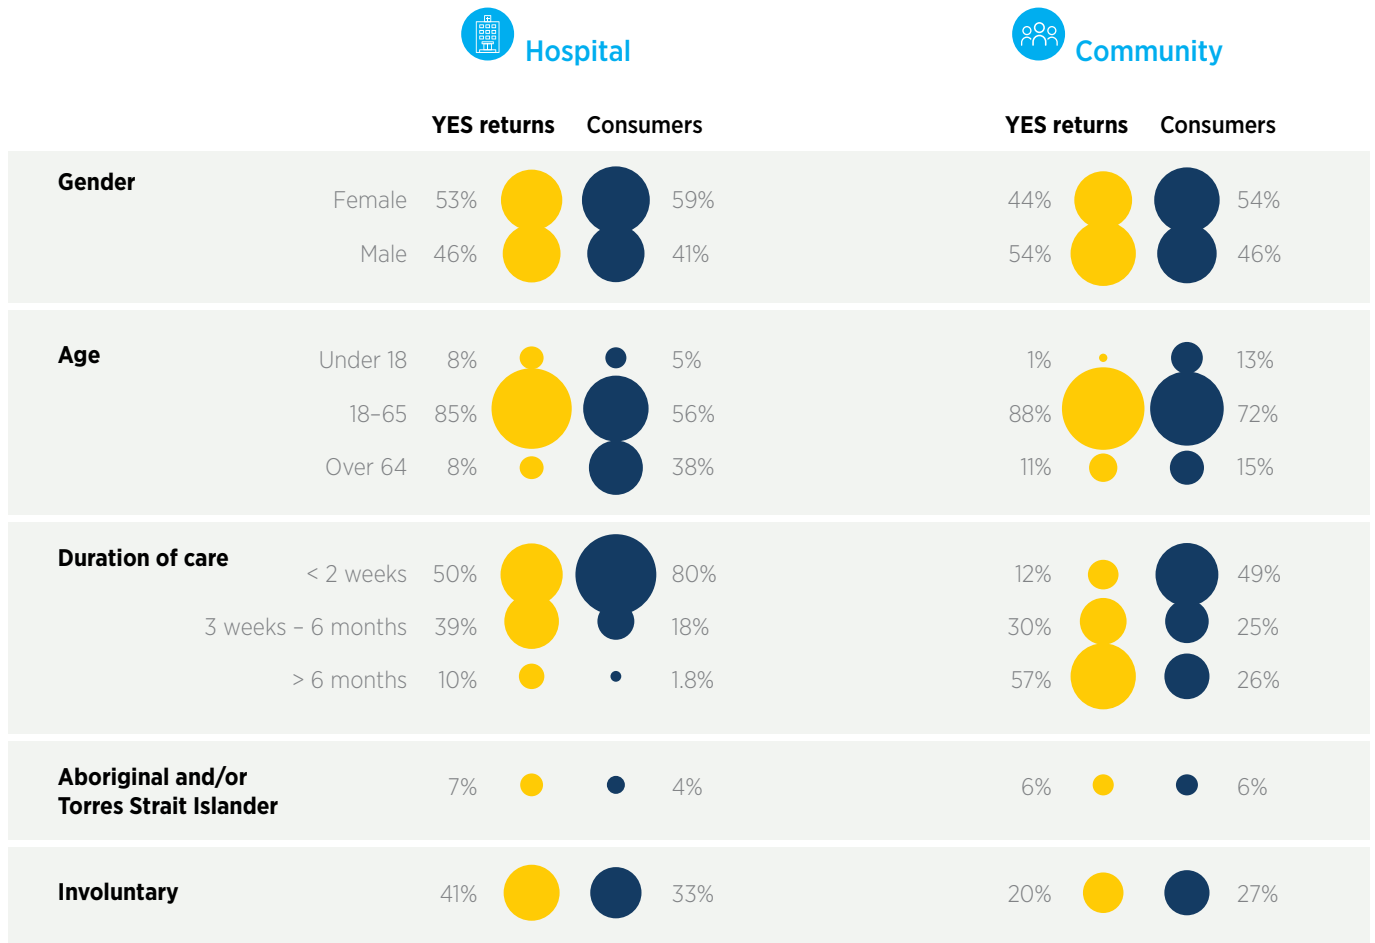 Hospital Community
YES returns Consumers YES returns Consumers
Gender
Female 53% 59% 44% 54%
Male 46% 41% 54% 46%
Age
Under 18 8% 5% 1% 13%
18–65 85% 56% 88% 72%
Over 64 8% 38% 11% 15%
Duration of care
< 2 weeks 50% 80% 12% 49%
3 weeks – 6 months 39% 18% 30% 25%
> 6 months 10% 1.8% 57% 26%
Aboriginal and/or
Torres Strait Islander
7% 4% 6% 6%
Involuntary 41% 33% 20% 27%